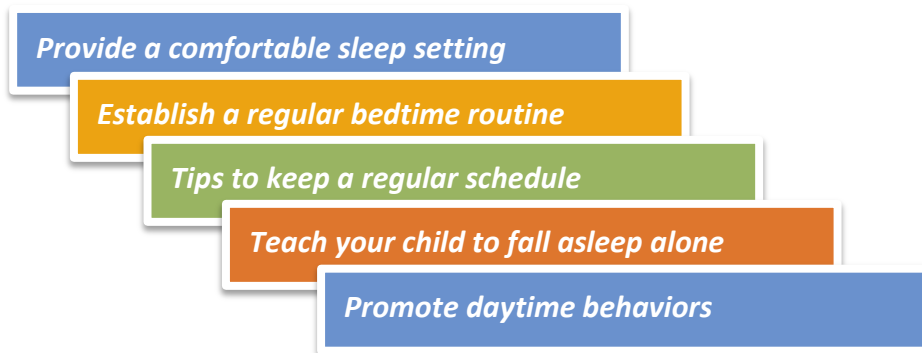 Provide a comfortable sleep setting
Establish a regular bedtime routine
Tips to keep a regular schedule
Teach your child to fall asleep alone
Promote daytime behaviors